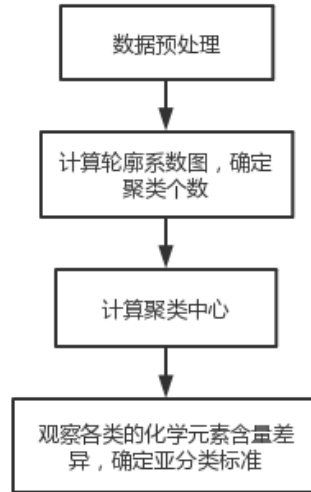 数据预处理
计算轮廓系数图，确定
聚类个数
计算聚类中心
观察各类的化学元素含量差
异，确定亚分类标准